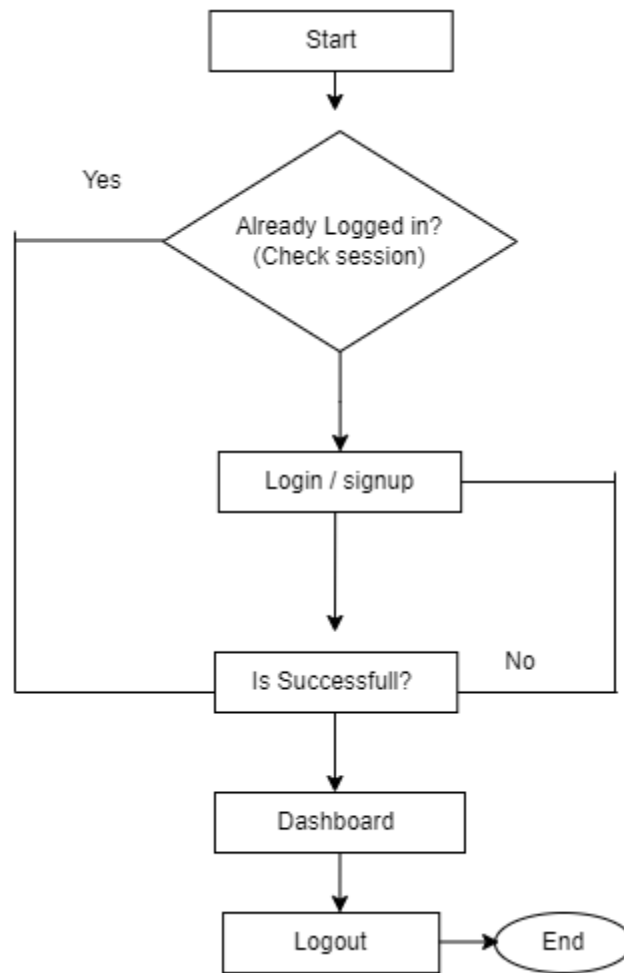 Start
Yes
Already Logged in?
(Check session)
Login / signup
No
Is Successfull?
Dashboard
Logout
End